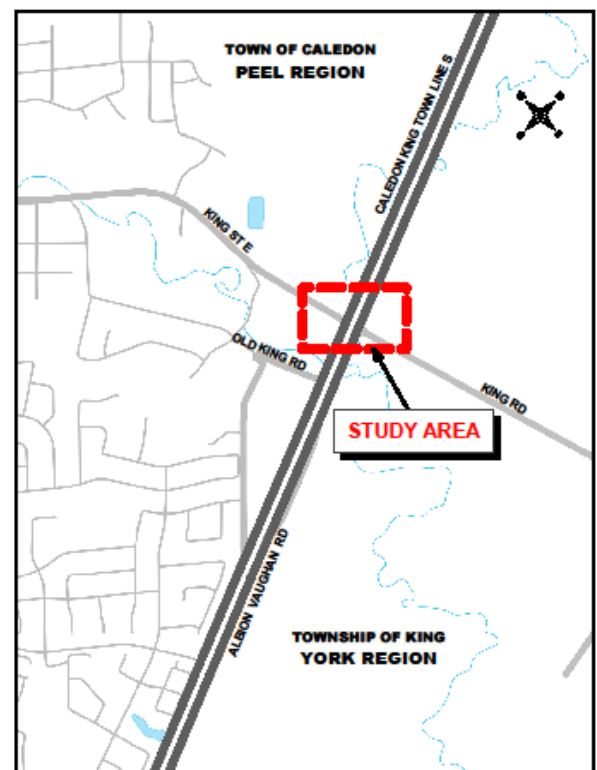 TOWN OF CALEDON
PEEL REGION
CALEDON KING TOWN LINE S
KING ST E
OLD KING RD
KING RD
STUDY AREA
ALBION VAUGHAN RD
TOWNSHIP OF KING
YORK REGION